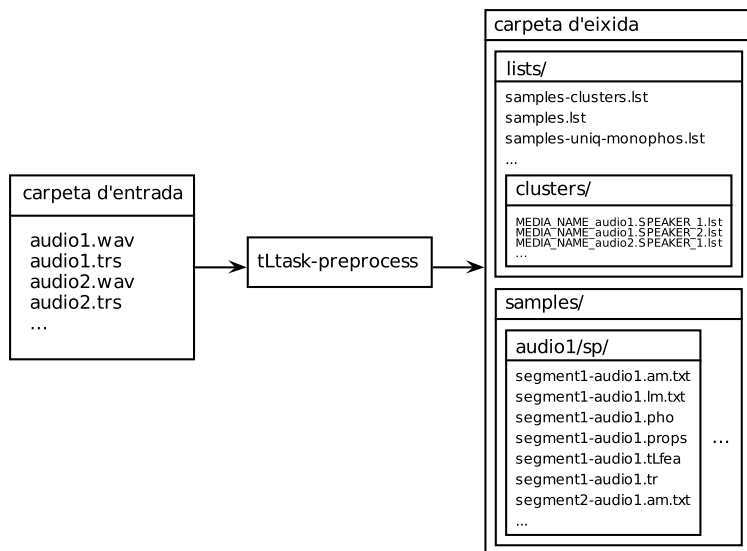 carpeta d'entrada
audio1.wav
audio1.trs
audio2.wav
audio2.trs
...
tLtask-preprocess
carpeta d'eixida
lists/
samples-clusters.lst
samples.lst
samples-uniq-monophos.lst
...
clusters/
MEDIA_NAME_audio1.SPEAKER_1.lst
MEDIA_NAME_audio1.SPEAKER_2.lst
MEDIA_NAME_audio2.SPEAKER_1.lst
...
samples/
audio1/sp/
segment1-audio1.am.txt
segment1-audio1.lm.txt
segment1-audio1.pho
segment1-audio1.props
segment1-audio1.tLfea
segment1-audio1.tr
segment2-audio1.am.txt
...
...